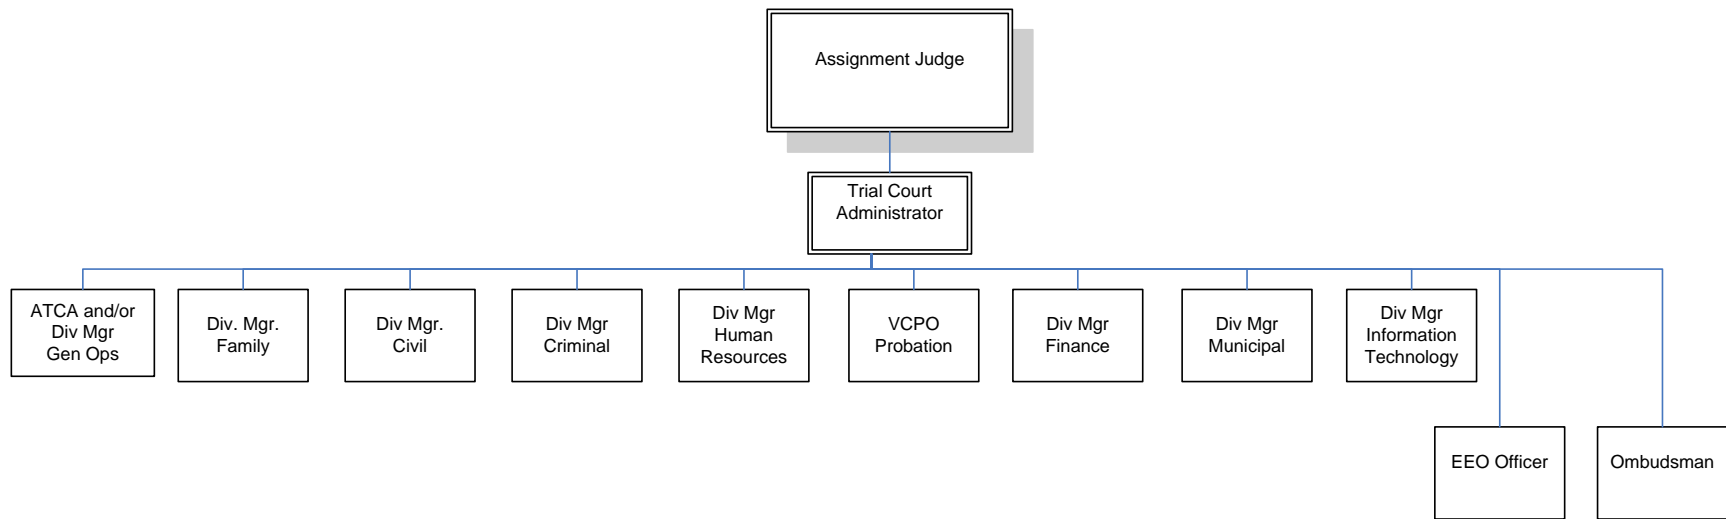 Assignment Judge
Trial Court
Administrator
ATCA and/or
Div Mgr
Gen Ops
Div. Mgr.
Family
Div Mgr.
Civil
Div Mgr
Criminal
Div Mgr
Human
Resources
VCPO
Probation
Div Mgr
Finance
Div Mgr
Municipal
Div Mgr
Information
Technology
EEO Officer
Ombudsman